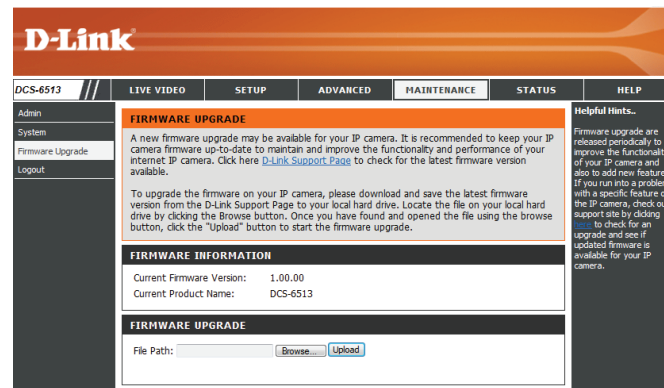 D-Link
DCS-6513 // LIVE VIDEO SETUP ADVANCED MAINTENANCE STATUS HELP
Admin
System
Firmware Upgrade
Logout
FIRMWARE UPGRADE
A new firmware upgrade may be available for your IP camera. It is recommended to keep your IP
camera firmware up-to-date to maintain and improve the functionality and performance of your
internet IP camera. Click here D-Link Support Page to check for the latest firmware version
available.
To upgrade the firmware on your IP camera, please download and save the latest firmware
version from the D-Link Support Page to your local hard drive. Locate the file on your local hard
drive by clicking the Browse button. Once you have found and opened the file using the browse
button, click the "Upload" button to start the firmware upgrade.
FIRMWARE INFORMATION
Current Firmware Version: 1.00.00
Current Product Name: DCS-6513
FIRMWARE UPGRADE
File Path: Browse... Upload
Helpful Hints..
Firmware upgrade are
released periodically to
improve the functionalit
of your IP camera and
also to add new feature
If you run into a problem
with a specific feature o
the IP camera, check ou
support site by clicking
here to check for an
upgrade and see if
updated firmware is
available for your IP
camera.